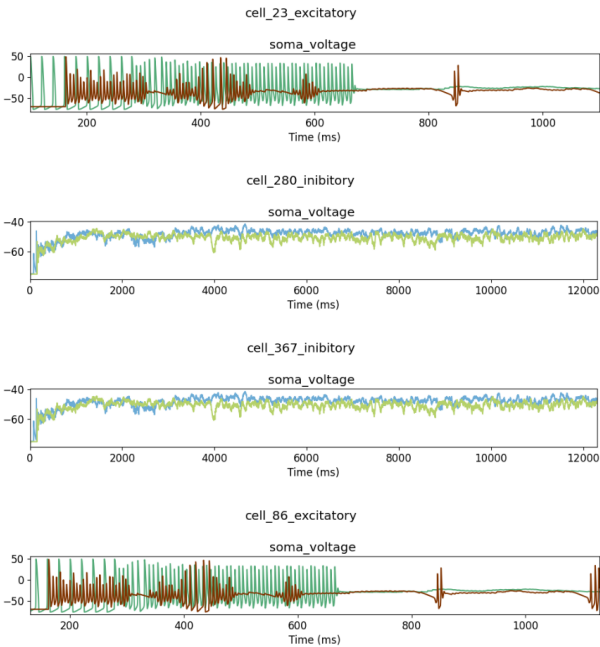 cell_23_excitatory
soma_voltage
50
0
−50
200 400 600 800 1000
Time (ms)
cell_280_inibitory
soma_voltage
−40
−60
0 2000 4000 6000 8000 10000 12000
Time (ms)
cell_367_inibitory
soma_voltage
−40
−60
0 2000 4000 6000 8000 10000 12000
Time (ms)
cell_86_excitatory
soma_voltage
50
0
−50
200 400 600 800 1000
Time (ms)